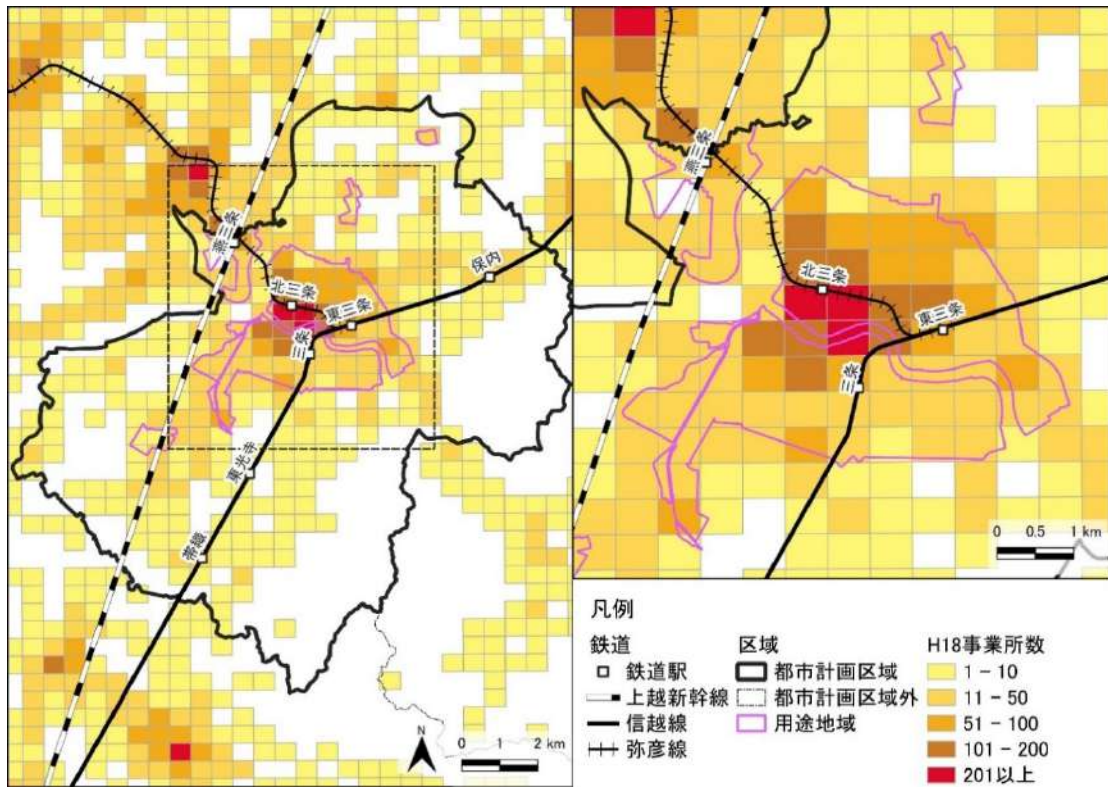 燕三条
北三条
東三条
保内
三条
東光寺
帯織
N
0 1 2 km
燕三条
北三条
東三条
三条
0 0.5 1 km
凡例
鉄道
鉄道駅
上越新幹線
信越線
弥彦線
区域
都市計画区域
都市計画区域外
用途地域
H18事業所数
1 - 10
11 - 50
51 - 100
101 - 200
201以上